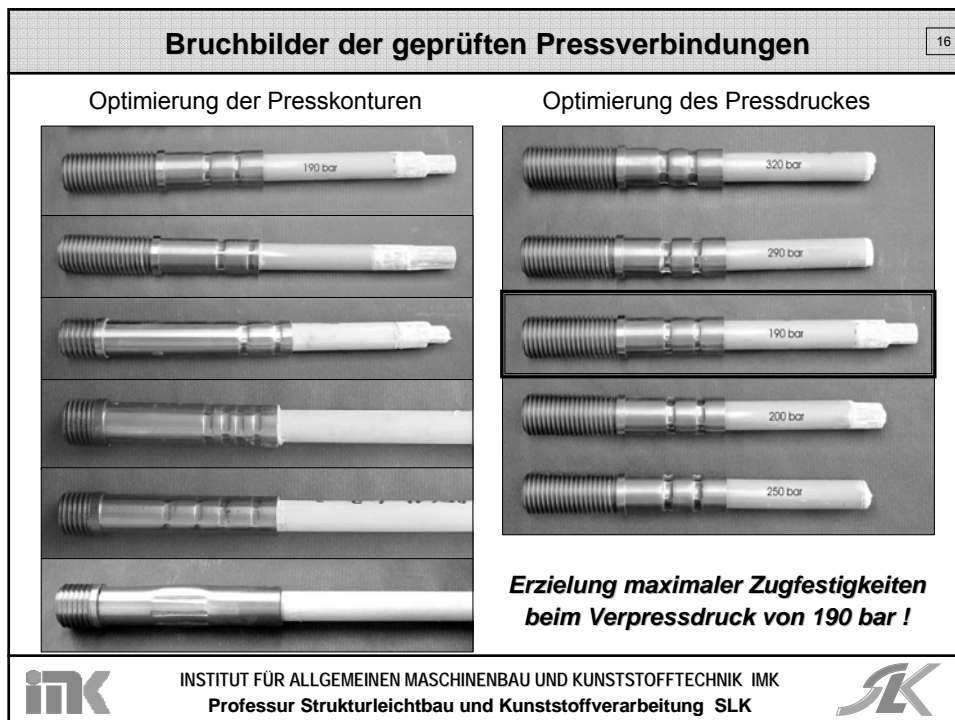 Bruchbilder der geprüften Pressverbindungen
16
Optimierung der Presskonturen
190 bar
Optimierung des Pressdruckes
320 bar
290 bar
190 bar
200 bar
250 bar
Erzielung maximaler Zugfestigkeiten
beim Verpressdruck von 190 bar !
imK
INSTITUT FÜR ALLGEMEINEN MASCHINENBAU UND KUNSTSTOFFTECHNIK IMK
Professur Strukturleichtbau und Kunststoffverarbeitung SLK
SLK